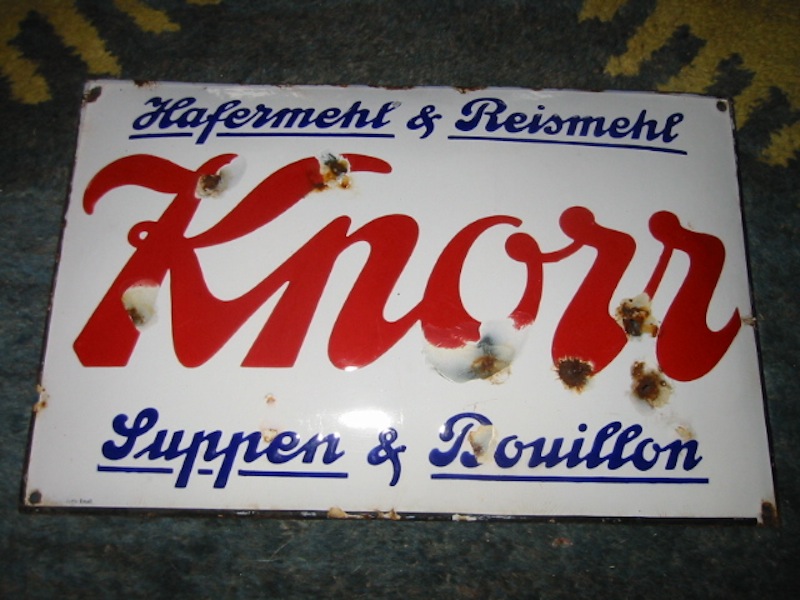 Hafermehl & Reismehl
Knorr
Suppen & Bouillon